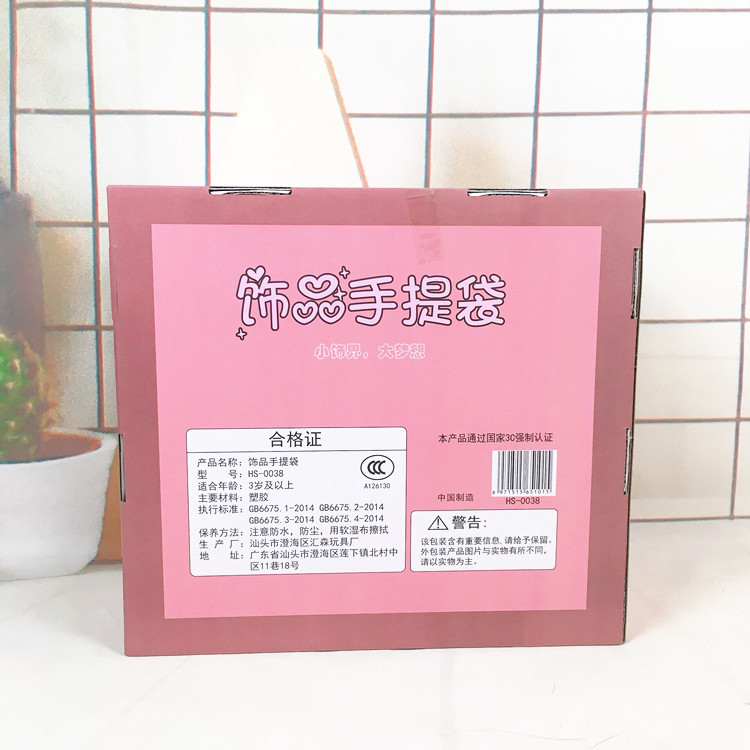 饰品手提袋
小饰界，大梦想
合格证
产品名称：饰品手提袋
型 号：HS-0038
适合年龄：3岁及以上
主要材料：塑胶
执行标准：GB6675.1-2014 GB6675.2-2014
GB6675.3-2014 GB6675.4-2014
保养方法：注意防水，防尘，用软湿布擦拭
生 产 厂：汕头市澄海区汇森玩具厂
地 址：广东省汕头市澄海区莲下镇北村中
区11巷18号
CCC
A126130
本产品通过国家3C强制认证
6 921515 651015
中国制造
HS-0038
警告：
该包装含有重要信息.请给予保留。
外包装产品图片与实物有所不同，
请以实物为主。